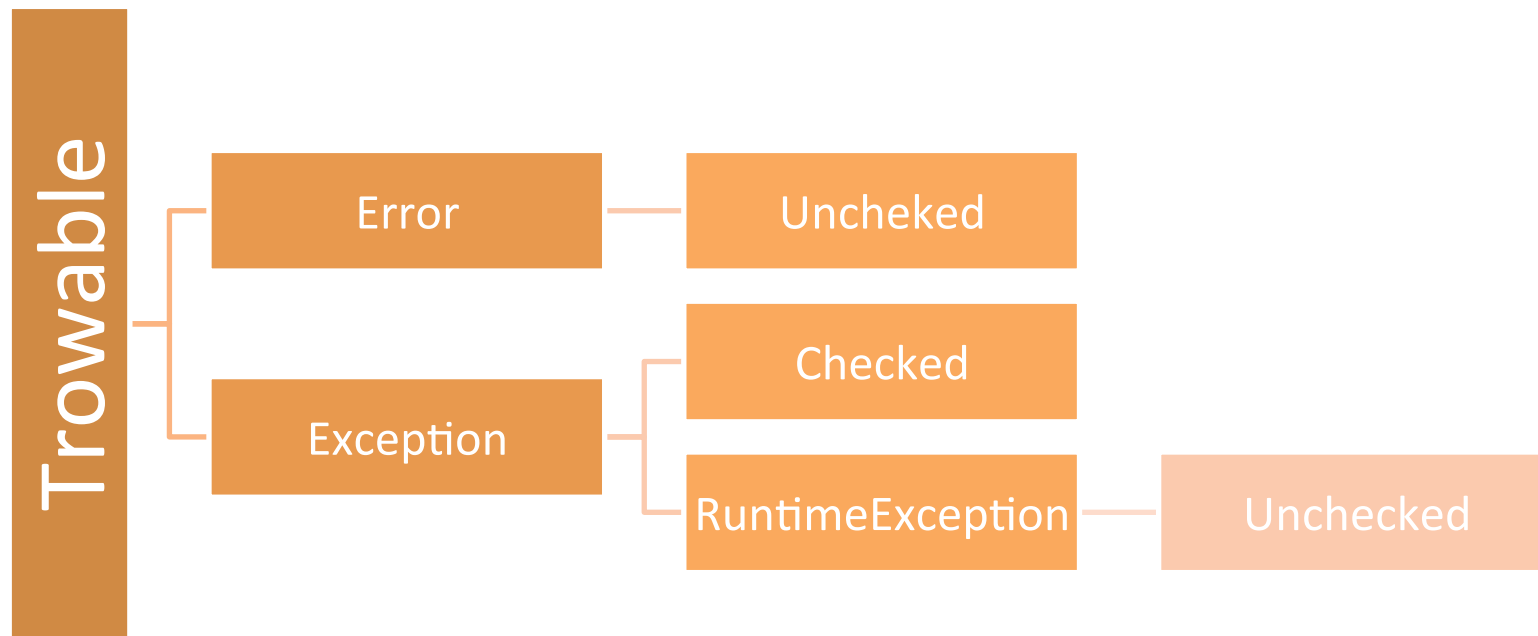 Trowable
Error
Uncheked
Exception
Checked
RuntimeException
Unchecked